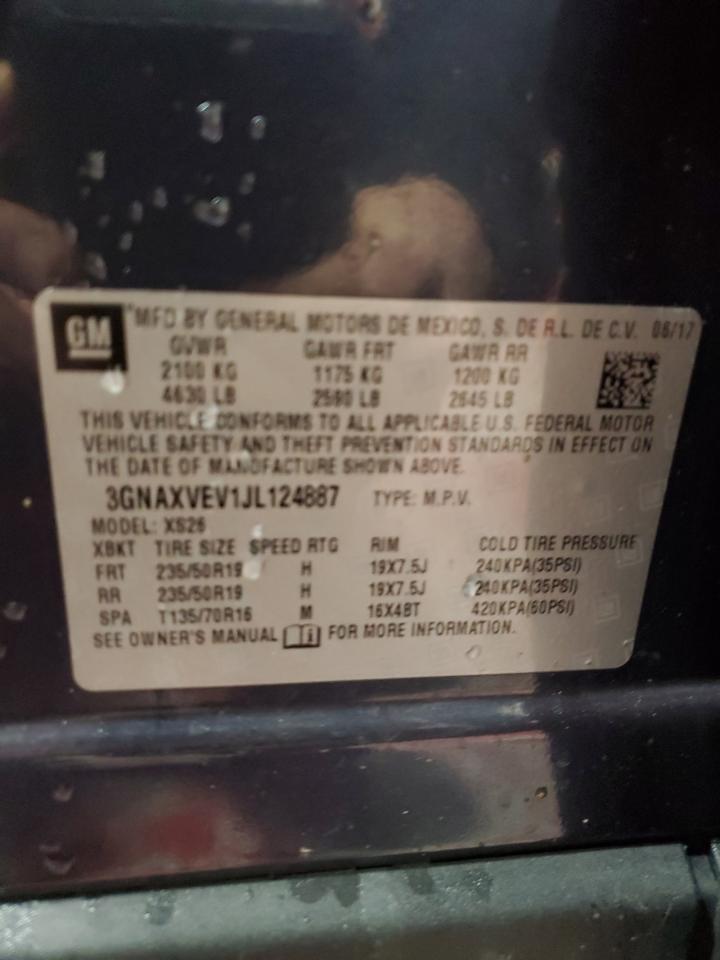 GM
MFD BY GENERAL MOTORS DE MEXICO, S. DE R.L. DE C.V. 08/17
GVWR GAWR FRT GAWR RR
2100 KG 1175 KG 1200 KG
4630 LB 2590 LB 2645 LB
THIS VEHICLE CONFORMS TO ALL APPLICABLE U.S. FEDERAL MOTOR
VEHICLE SAFETY AND THEFT PREVENTION STANDARDS IN EFFECT ON
THE DATE OF MANUFACTURE SHOWN ABOVE.
3GNAXVEV1JL124887 TYPE: M.P.V.
MODEL: XS26
XBKT TIRE SIZE SPEED RTG RIM COLD TIRE PRESSURE
FRT 235/50R19 H 19X7.5J 240KPA(35PSI)
RR 235/50R19 H 19X7.5J 240KPA(35PSI)
SPA T135/70R16 M 16X4BT 420KPA(60PSI)
SEE OWNER'S MANUAL FOR MORE INFORMATION.